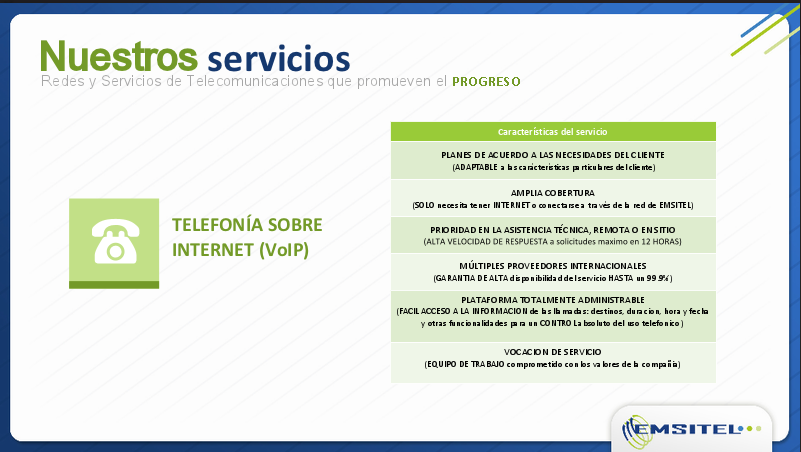 Nuestros servicios
Redes y Servicios de Telecomunicaciones que promueven el PROGRESO
TELEFONÍA SOBRE
INTERNET (VoIP)
Características del servicio
PLANES DE ACUERDO A LAS NECESIDADES DEL CLIENTE
(ADAPTABLE a las características particulares del cliente)
AMPLIA COBERTURA
(SOLO necesita tener INTERNET o conectarse a través de la red de EMSITEL)
PRIORIDAD EN LA ASISTENCIA TÉCNICA, REMOTA O EN SITIO
(ALTA VELOCIDAD DE RESPUESTA a solicitudes maximo en 12 HORAS)
MÚLTIPLES PROVEEDORES INTERNACIONALES
(GARANTIA DE ALTA disponibilidad del servicio HASTA un 99.9%)
PLATAFORMA TOTALMENTE ADMINISTRABLE
(FACIL ACCESO A LA INFORMACION de las llamadas: destinos, duracion, hora y fecha
y otras funcionalidades para un CONTROL absoluto del uso telefonico)
VOCACION DE SERVICIO
(EQUIPO DE TRABAJO comprometido con los valores de la compañía)
EMSITEL